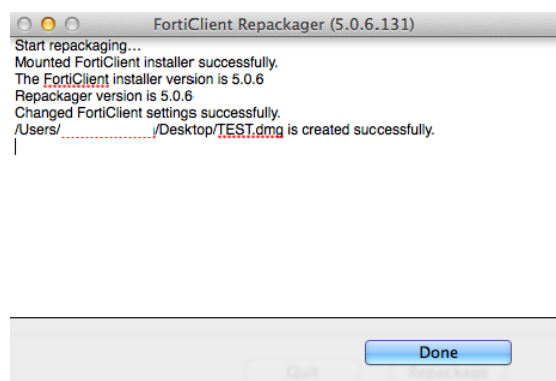 FortiClient Repackager (5.0.6.131)
Start repackaging...
Mounted FortiClient installer successfully.
The FortiClient installer version is 5.0.6
Repackager version is 5.0.6
Changed FortiClient settings successfully.
/Users/ /Desktop/TEST.dmg is created successfully.
Done
Quit Repackage